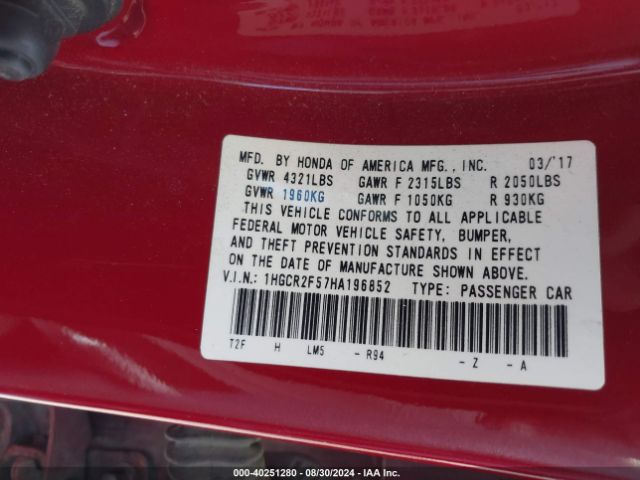 MFD. BY HONDA OF AMERICA MFG., INC. 03/'17
GVWR 4321LBS GAWR F 2315LBS R 2050LBS
GVWR 1960KG GAWR F 1050KG R 930KG
THIS VEHICLE CONFORMS TO ALL APPLICABLE
FEDERAL MOTOR VEHICLE SAFETY, BUMPER,
AND THEFT PREVENTION STANDARDS IN EFFECT
ON THE DATE OF MANUFACTURE SHOWN ABOVE.
V.I.N.: 1HGCR2F57HA196852 TYPE: PASSENGER CAR
T2F H LM5 - R94 - Z - A
000-40251280 - 08/30/2024 - IAA Inc.